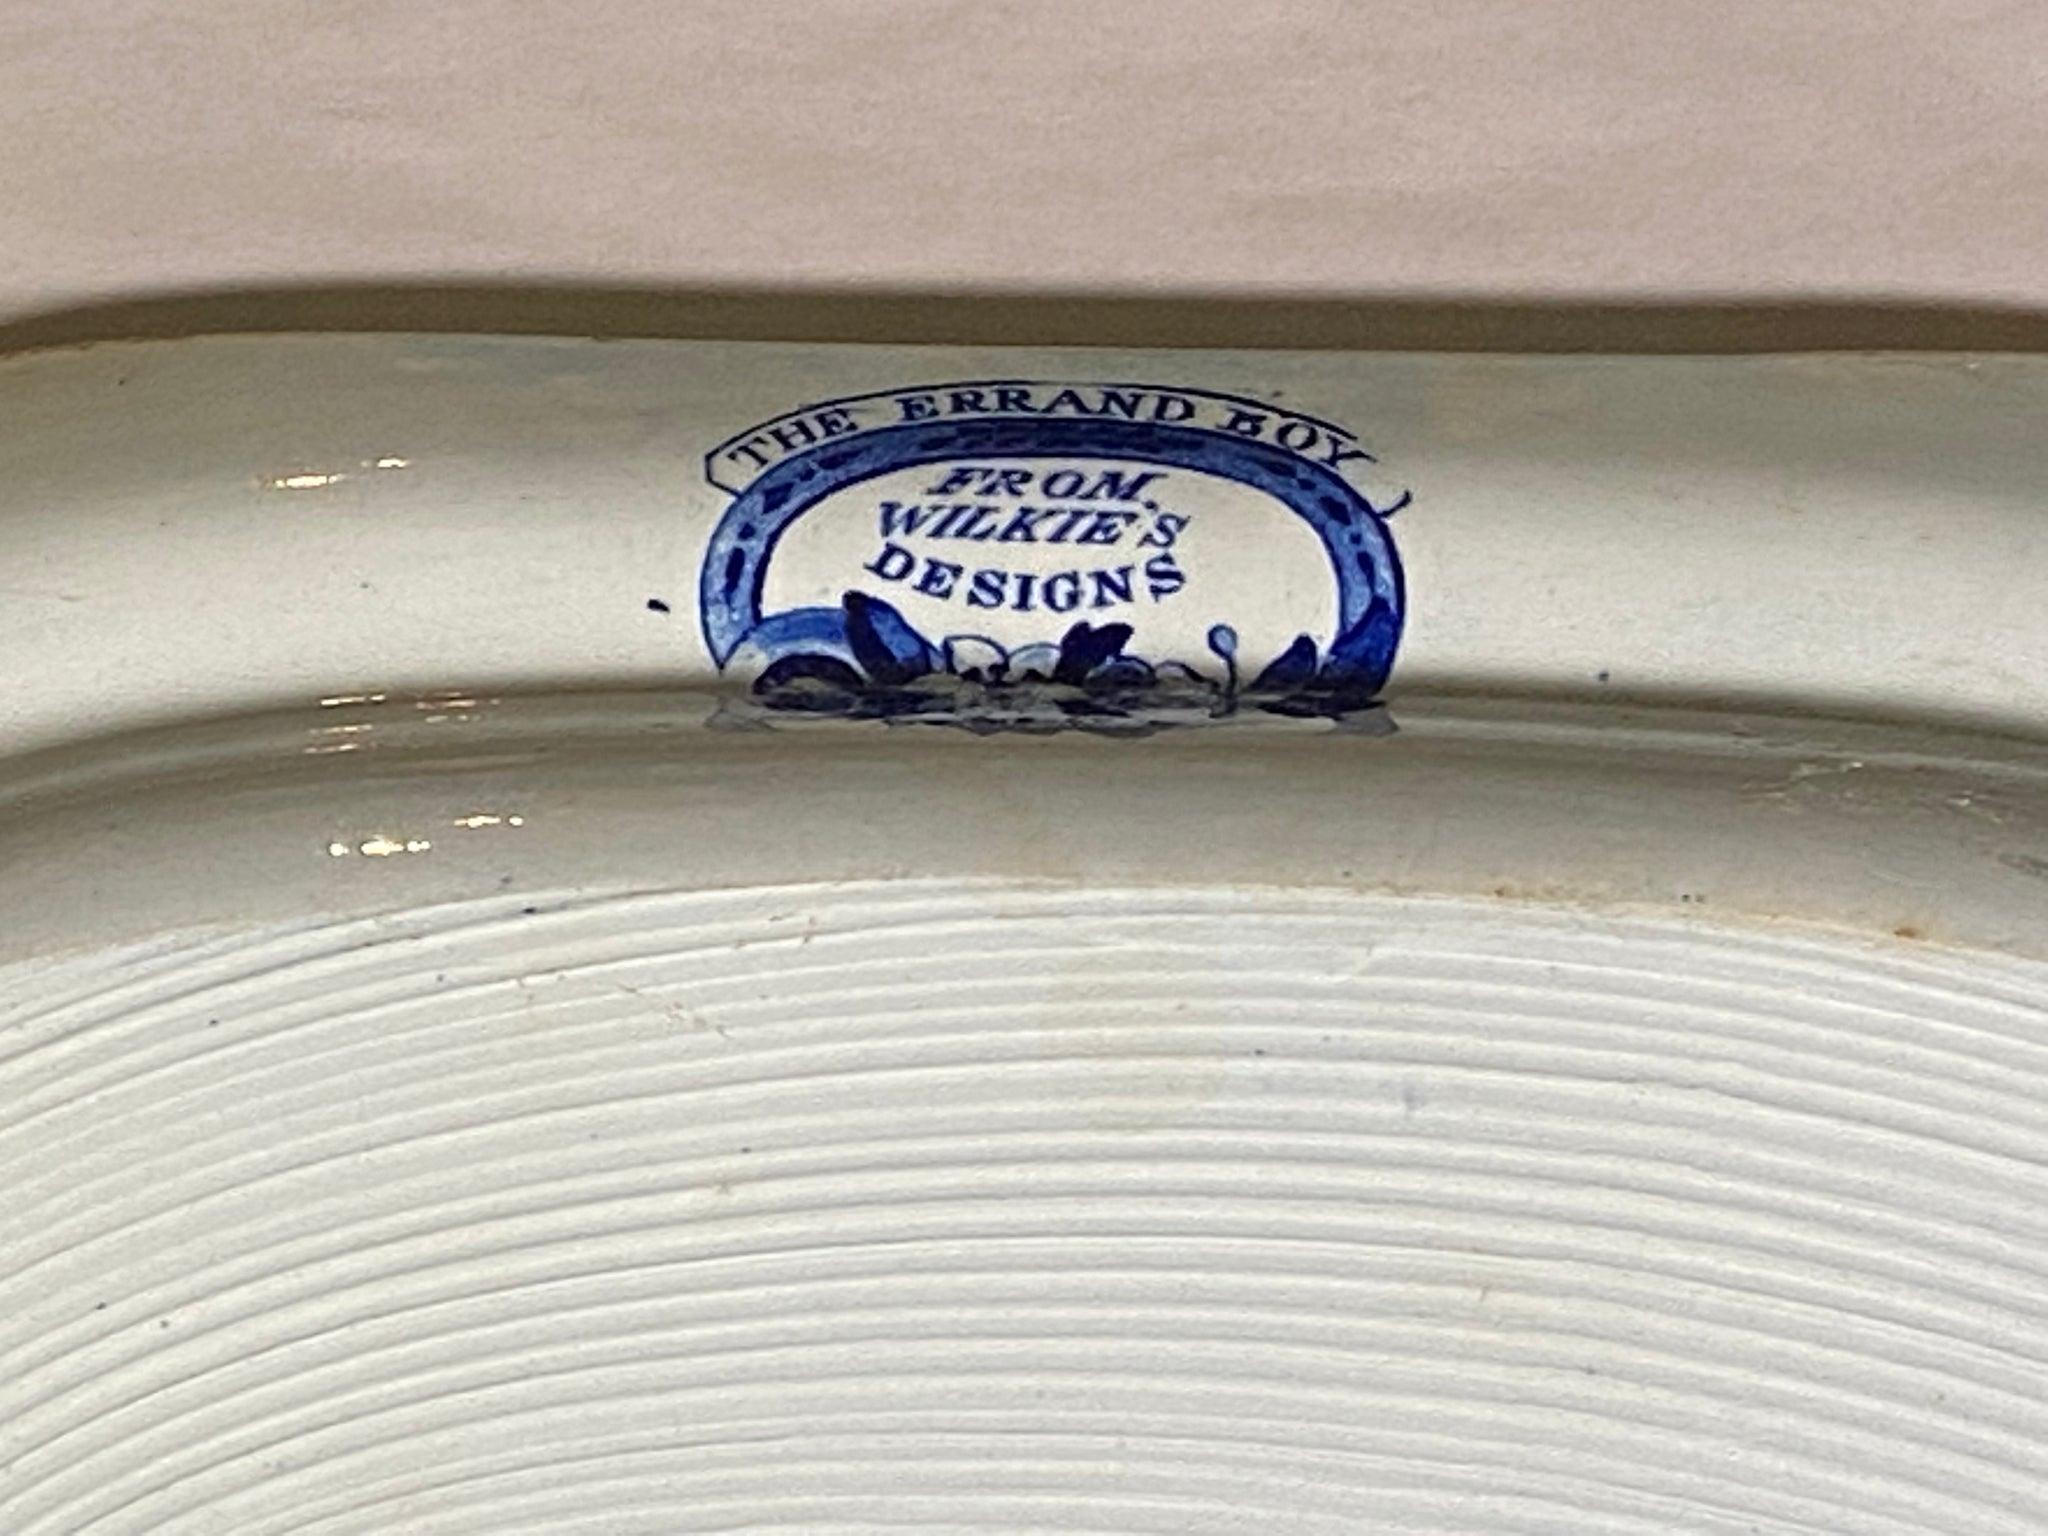 THE ERRAND BOY
FROM
WILKIE'S
DESIGNS